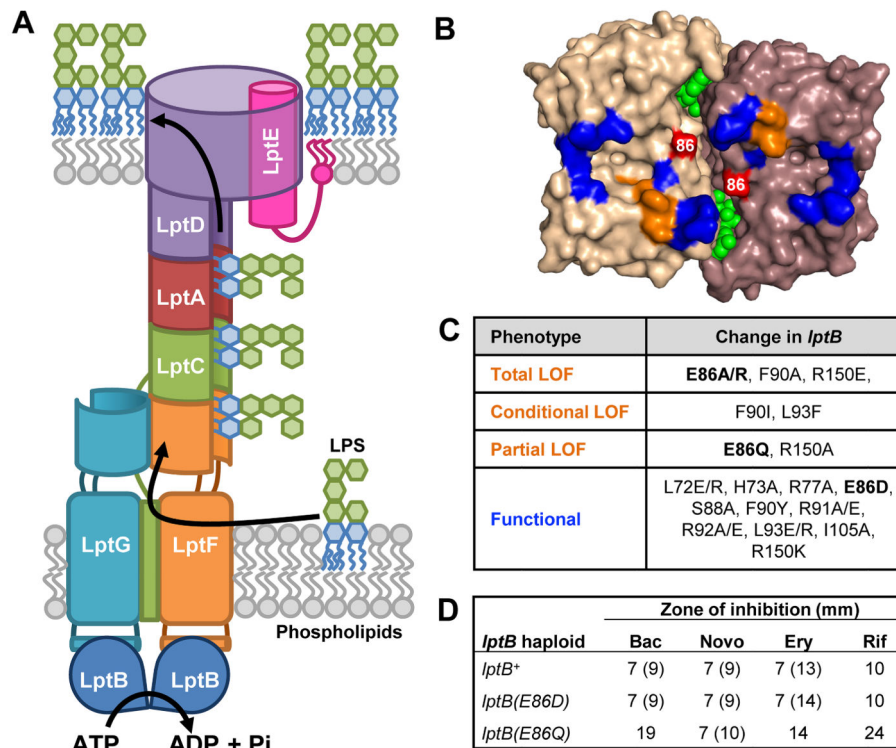 A
LptE
LptD
LptA
LptC
LPS
LptG
LptF
Phospholipids
LptB
LptB
ATP
ADP + Pi
B
86
86
C
Phenotype Change in lptB
Total LOF E86A/R, F90A, R150E,
Conditional LOF F90I, L93F
Partial LOF E86Q, R150A
Functional L72E/R, H73A, R77A, E86D,
S88A, F90Y, R91A/E,
R92A/E, L93E/R, I105A,
R150K
D
Zone of inhibition (mm)
lptB haploid Bac Novo Ery Rif
lptB+ 7 (9) 7 (9) 7 (13) 10
lptB(E86D) 7 (9) 7 (9) 7 (14) 10
lptB(E86Q) 19 7 (10) 14 24